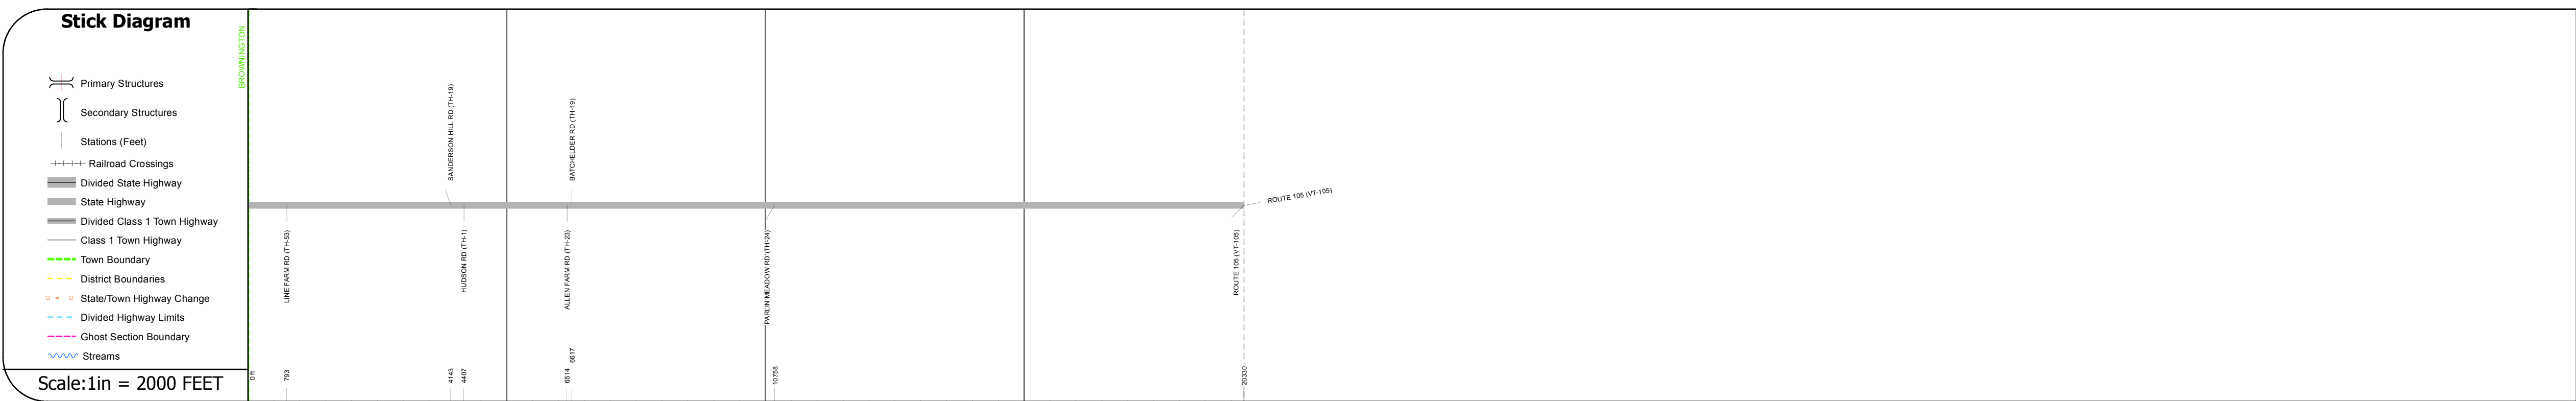 Stick Diagram
Primary Structures
Secondary Structures
Stations (Feet)
Railroad Crossings
Divided State Highway
State Highway
Divided Class 1 Town Highway
Class 1 Town Highway
Town Boundary
District Boundaries
State/Town Highway Change
Divided Highway Limits
Ghost Section Boundary
Streams
Scale:1in = 2000 FEET
BROWNINGTON
SANDERSON HILL RD (TH-19)
BATCHELDER RD (TH-19)
ROUTE 105 (VT-105)
LINE FARM RD (TH-53)
HUDSON RD (TH-1)
ALLEN FARM RD (TH-23)
PARLIN MEADOW RD (TH-24)
ROUTE 105 (VT-105)
0 ft
793
4143
4407
6514
6617
10758
20330